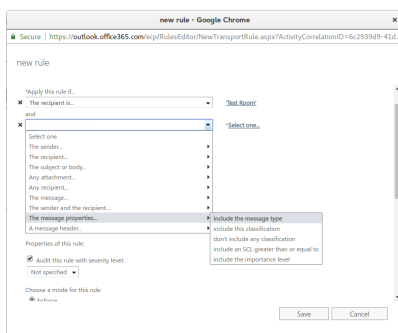 new rule - Google Chrome ×
Secure | https://outlook.office365.com/ecp/RulesEditor/NewTransportRule.aspx?ActivityCorrelationID=6c2939d9-41d.
new rule
*Apply this rule if...
The recipient is... 'Test Room'
and
*Select one...
Select one
The sender...
The recipient...
The subject or body...
Any attachment...
Any recipient...
The message...
The sender and the recipient...
The message properties... include the message type
A message header... include this classification
don't include any classification
Properties of this rule:
include an SCL greater than or equal to
Audit this rule with severity level: include the importance level
Not specified
Choose a mode for this rule:
Enforce
Save Cancel